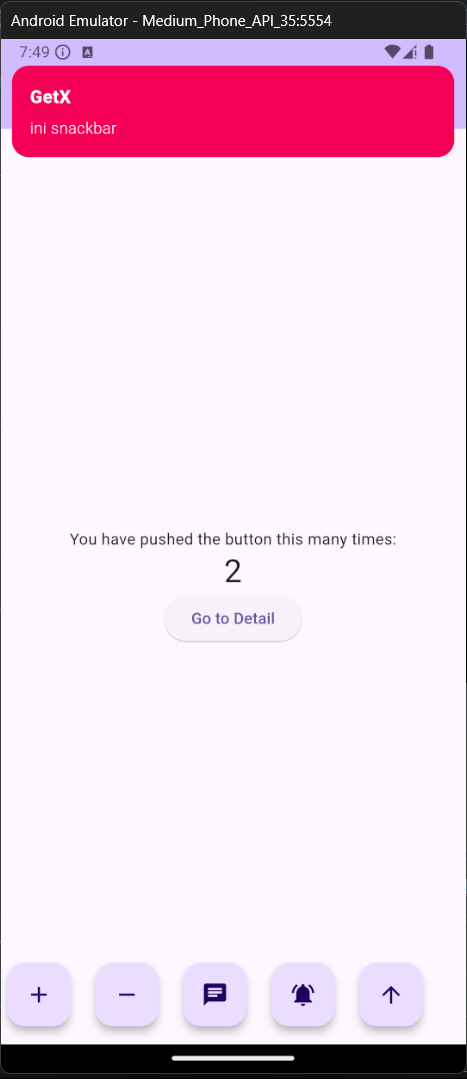 Android Emulator - Medium_Phone_API_35:5554
7:49
GetX
ini snackbar
You have pushed the button this many times:
2
Go to Detail